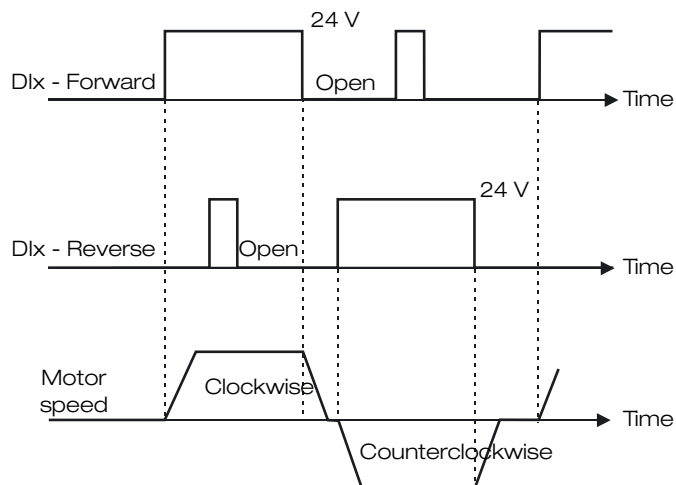 24 V
DIx - Forward
Open
Time
24 V
DIx - Reverse
Open
Time
Motor
speed
Clockwise
Time
Counterclockwise